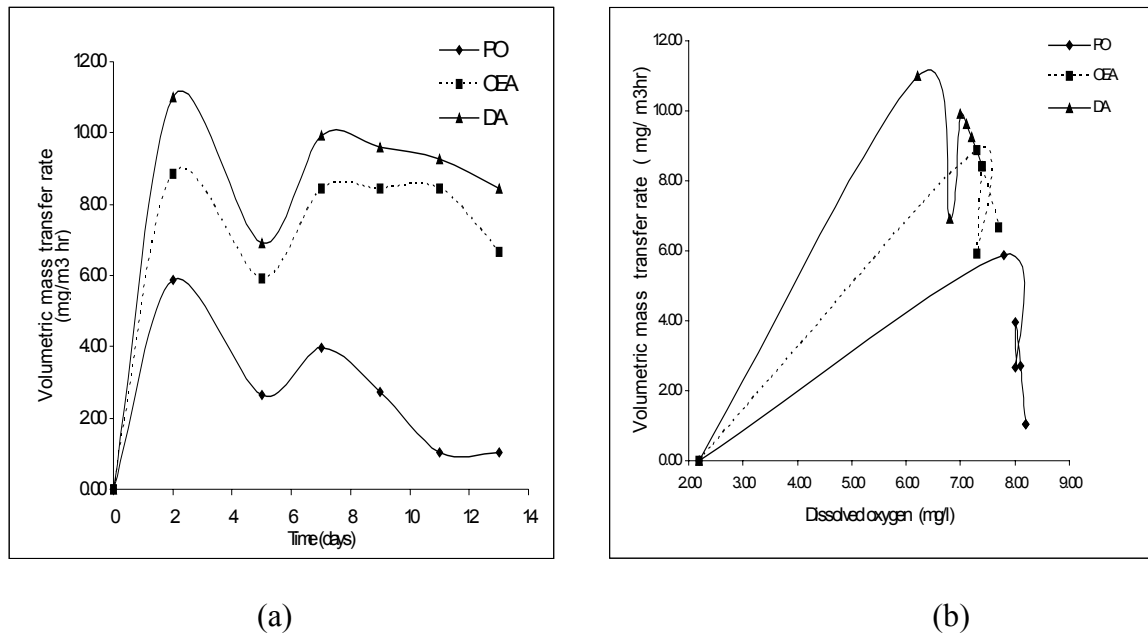 Volumetric mass transfer rate
(mg/m3 hr)
12.00
10.00
8.00
6.00
4.00
2.00
0.00
0 2 4 6 8 10 12 14
Time (days)
PO
OEA
DA
(a)
Volumetric mass transfer rate ( mg/ m3hr)
12.00
10.00
8.00
6.00
4.00
2.00
0.00
2.00 3.00 4.00 5.00 6.00 7.00 8.00 9.00
Dissolved oxygen (mg/l)
PO
OEA
DA
(b)